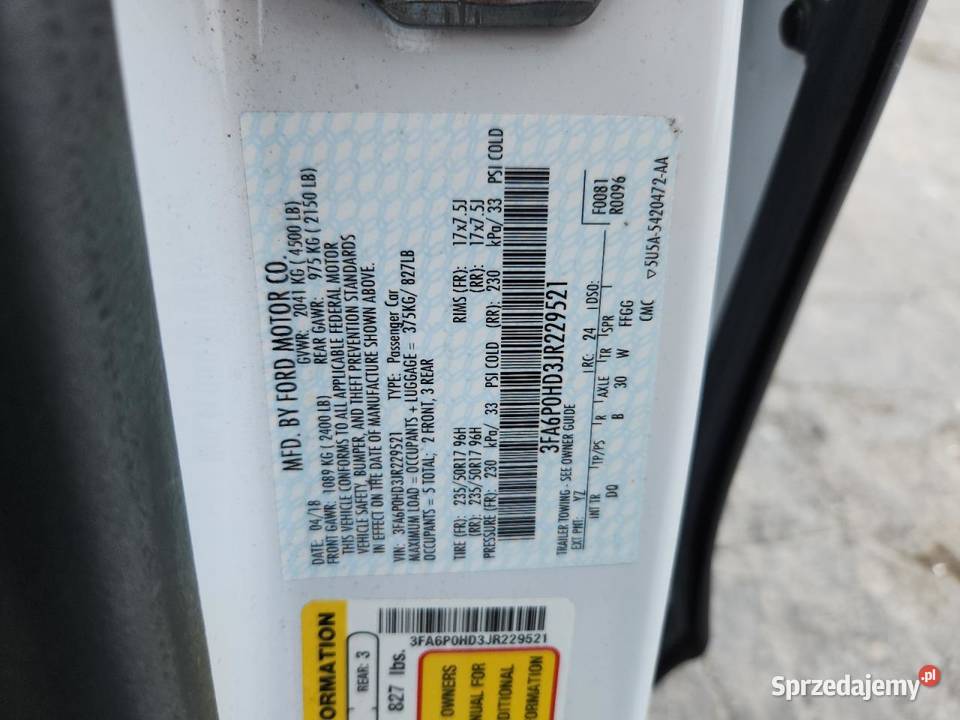 MFD. BY FORD MOTOR CO.
DATE: 04/18 GVWR: 2041 KG ( 4500 LB)
FRONT GAWR: 1089 KG ( 2400 LB) REAR GAWR: 975 KG ( 2150 LB)
THIS VEHICLE CONFORMS TO ALL APPLICABLE FEDERAL MOTOR
VEHICLE SAFETY, BUMPER, AND THEFT PREVENTION STANDARDS
IN EFFECT ON THE DATE OF MANUFACTURE SHOWN ABOVE.
VIN: 3FA6P0HD3JR229521 TYPE: Passenger Car
MAXIMUM LOAD = OCCUPANTS + LUGGAGE = 375KG/ 827LB
OCCUPANTS = 5 TOTAL; 2 FRONT, 3 REAR
TIRE (FR): 235/50R17 96H RIMS (FR): 17x7.5J
(RR): 235/50R17 96H (RR): 17x7.5J
PRESSURE (FR): 230 kPa/ 33 PSI COLD (RR): 230 kPa/ 33 PSI COLD
3FA6P0HD3JR229521
TRAILER TOWING - SEE OWNER GUIDE
EXT PNT: YZ RC: 24 DSO: F0081
R0096
INT TR TP/PS R AXLE TR SPR
DQ B 30 W FFGG
CMC
5U5A-5420472-AA
3FA6P0HD3JR229521
FORMATION
REAR: 3
827 lbs.
OWNERS
ANUAL FOR
DITIONAL
FORMATION
Sprzedajemy.pl